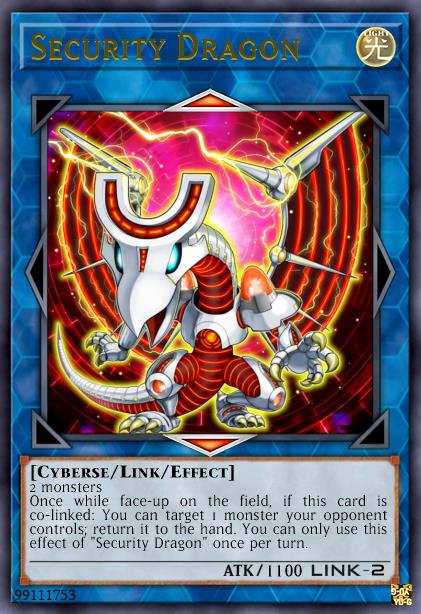 SECURITY DRAGON
LIGHT
光
[CYBERSE/LINK/EFFECT]
2 monsters
Once while face-up on the field, if this card is
co-linked: You can target 1 monster your opponent
controls; return it to the hand. You can only use this
effect of "Security Dragon" once per turn.
ATK/1100 LINK-2
99111753